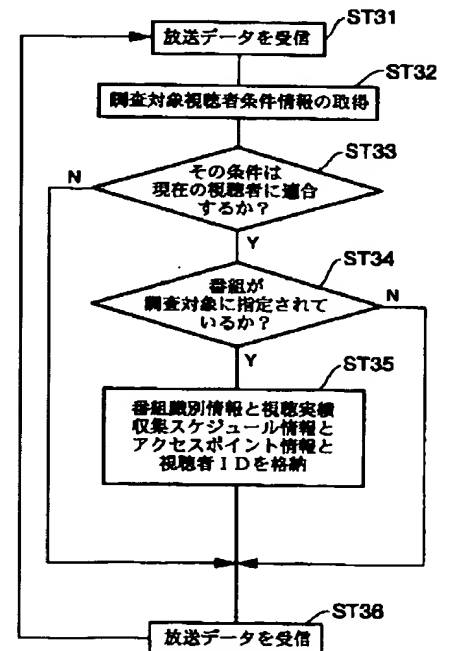 ST31
放送データを受信
ST32
調査対象視聴者条件情報の取得
ST33
その条件は
現在の視聴者に適合
するか?
N
Y
ST34
番組が
調査対象に指定されて
いるか?
N
Y
ST35
番組識別情報と視聴実績
収集スケジュール情報と
アクセスポイント情報と
視聴者IDを格納
ST36
放送データを受信